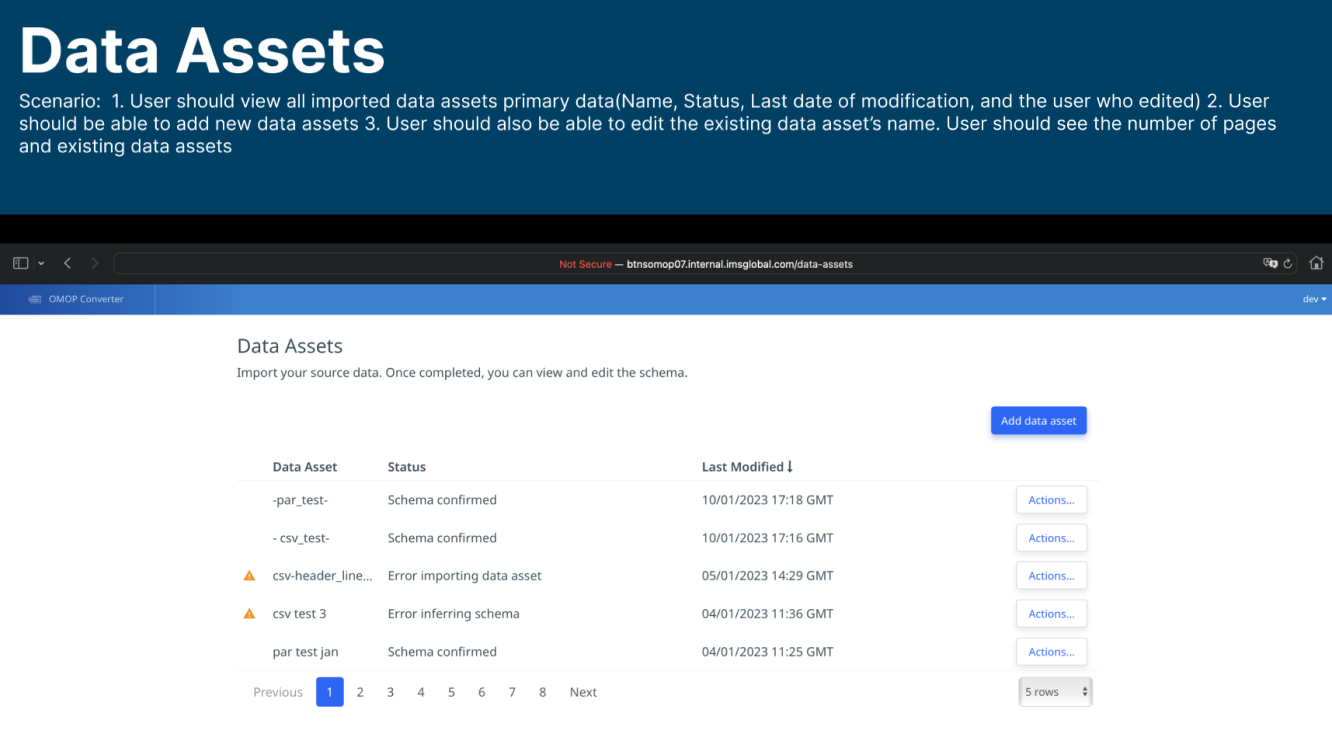 Data Assets
Scenario:  1. User should view all imported data assets primary data(Name, Status, Last date of modification, and the user who edited) 2. User
should be able to add new data assets 3. User should also be able to edit the existing data asset’s name. User should see the number of pages
and existing data assets
Not Secure — btnsomop07.internal.imsglobal.com/data-assets
OMOP Converter
dev
Data Assets
Import your source data. Once completed, you can view and edit the schema.
Add data asset
Data Asset Status Last Modified
-par_test- Schema confirmed 10/01/2023 17:18 GMT Actions...
- csv_test- Schema confirmed 10/01/2023 17:16 GMT Actions...
csv-header_line... Error importing data asset 05/01/2023 14:29 GMT Actions...
csv test 3 Error inferring schema 04/01/2023 11:36 GMT Actions...
par test jan Schema confirmed 04/01/2023 11:25 GMT Actions...
Previous 1 2 3 4 5 6 7 8 Next 5 rows